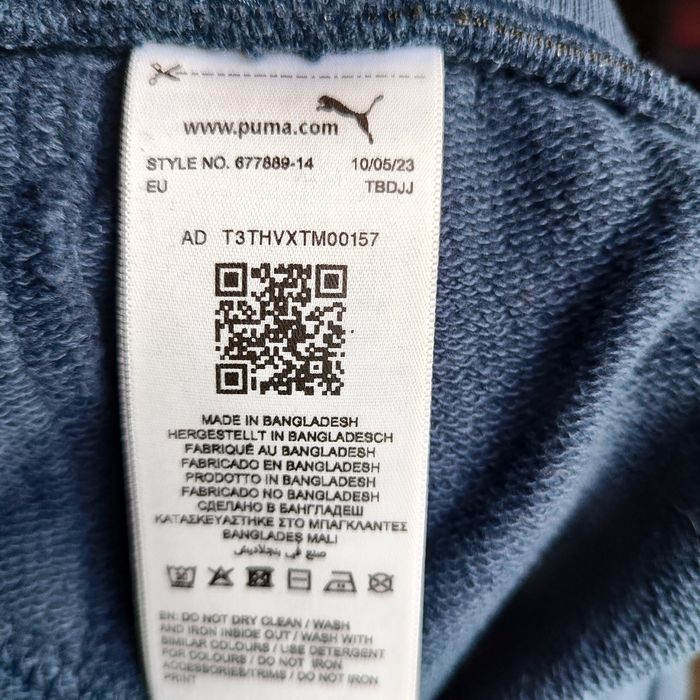 www.puma.com
STYLE NO. 677889-14 10/05/23
EU TBDJJ
AD T3THVXTM00157
MADE IN BANGLADESH
HERGESTELLT IN BANGLADESCH
FABRIQUÉ AU BANGLADESH
FABRICADO EN BANGLADESH
PRODOTTO IN BANGLADESH
FABRICADO NO BANGLADESH
СДЕЛАНО В БАНГЛАДЕШ
ΚΑΤΑΣΚΕΥΑΣΤΗΚΕ ΣΤΟ ΜΠΑΓΚΛΑΝΤΕΣ
BANGLADES MALI
صنع في بنجلاديش
EN: DO NOT DRY CLEAN / WASH
AND IRON INSIDE OUT / WASH WITH
SIMILAR COLOURS / USE DETERGENT
FOR COLOURS / DO NOT IRON
ACCESSORIES/TRIMS / DO NOT IRON
PRINT